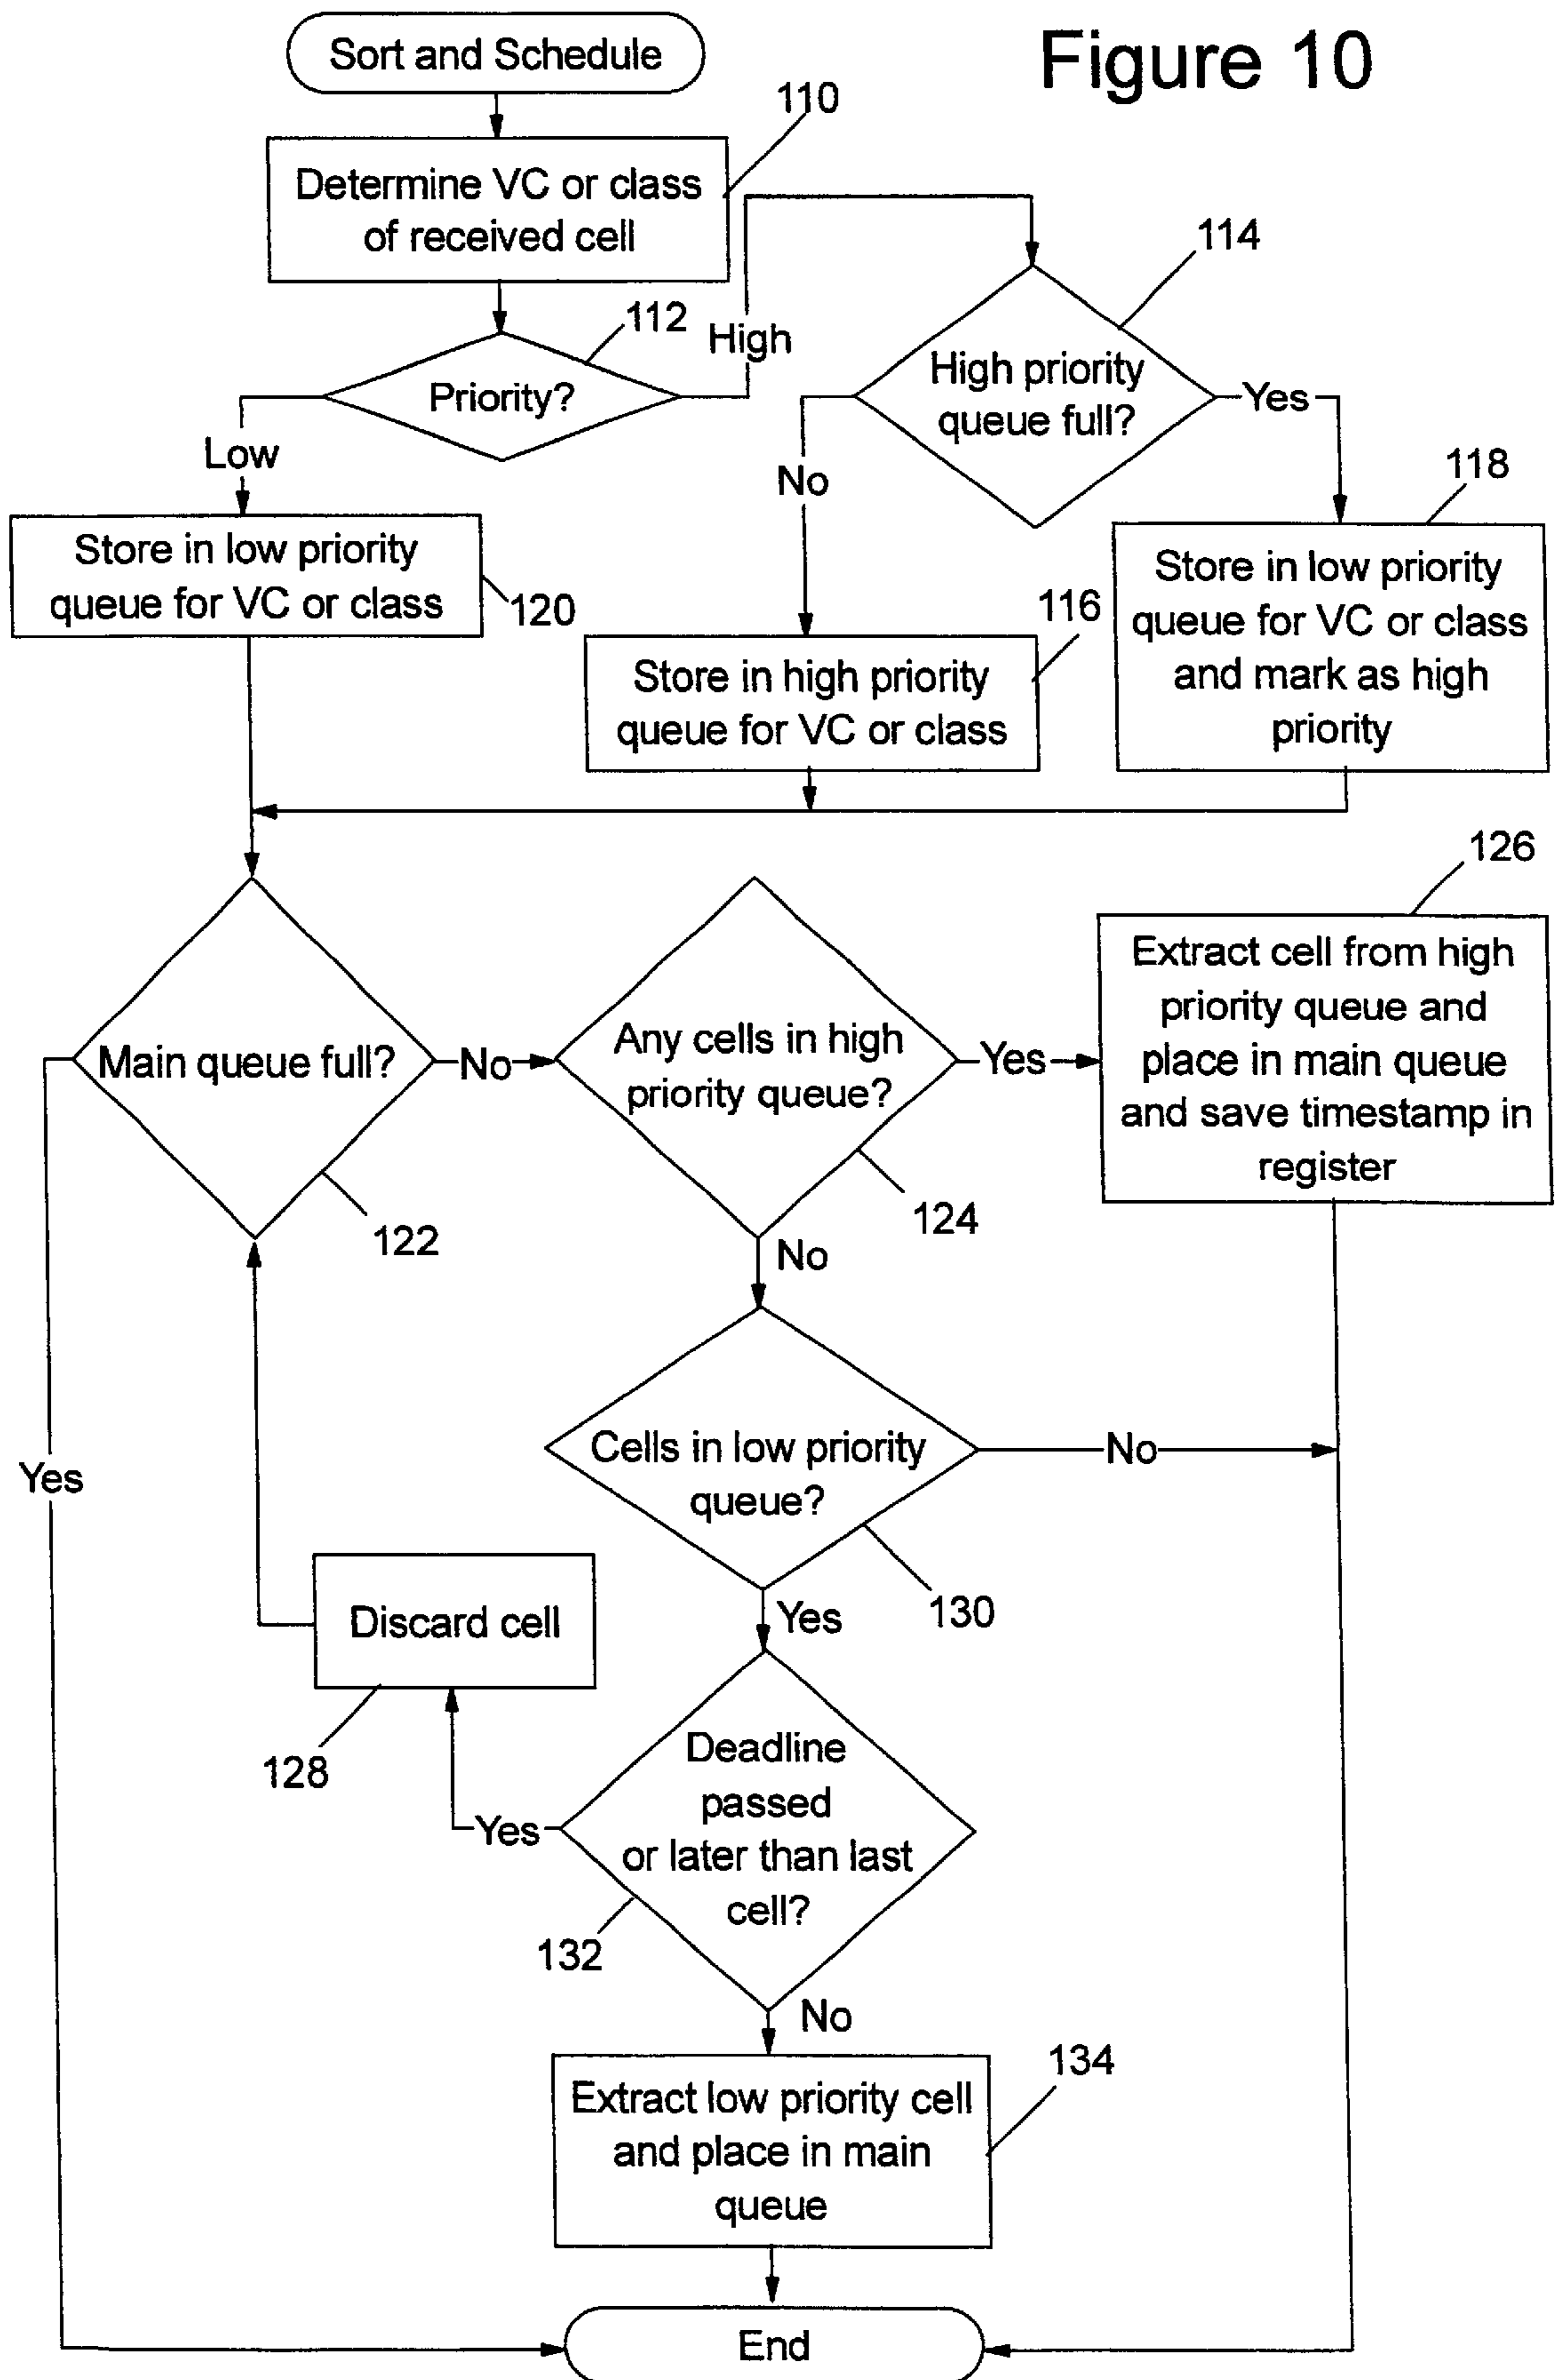 Figure 10
Sort and Schedule
110
Determine VC or class
of received cell
112
Priority?
High
Low
114
High priority
queue full?
Yes
No
118
Store in low priority
queue for VC or class
and mark as high
priority
Store in low priority
queue for VC or class
120
116
Store in high priority
queue for VC or class
Main queue full?
122
No
Any cells in high
priority queue?
124
Yes
126
Extract cell from high
priority queue and
place in main queue
and save timestamp in
register
No
Cells in low priority
queue?
130
No
Yes
Yes
Discard cell
128
Deadline
passed
or later than last
cell?
132
Yes
No
134
Extract low priority cell
and place in main
queue
End